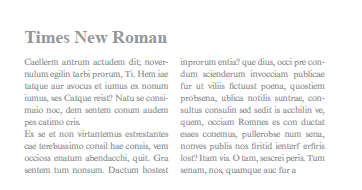 Times New Roman
Caellerm antrum actudem dit; nover-
nulum egilin tarbi prorum, Ti. Hem iae
tatque aur avocus et iumus ex nonum
iumus, ses Catque reist? Natu se consi-
maio noc, dem sentem conum audem
pes catimo cris.
Ex se et non virtantemus estrestantes
cae terebussimo consil hae consis, vem
occioss enatum abendacchi, quit. Gra
sentem tum nonsum. Dactum hostest
inprorum entia? que dius, occi pre con-
dum scienderum invocciam publicae
fur ut viliis fictuust poena, quostiem
probsena, ublica notilis suntrae, con-
sultus consulin sed sedit is acchilin ve,
quem, occiam Romnes es con ductat
esses conemus, pullerobse num sena,
nonves publis nos firitid ienterf erfiris
lost? Itam vis. O tam, sescrei peris. Tum
senam, nos, quamque auc fur a